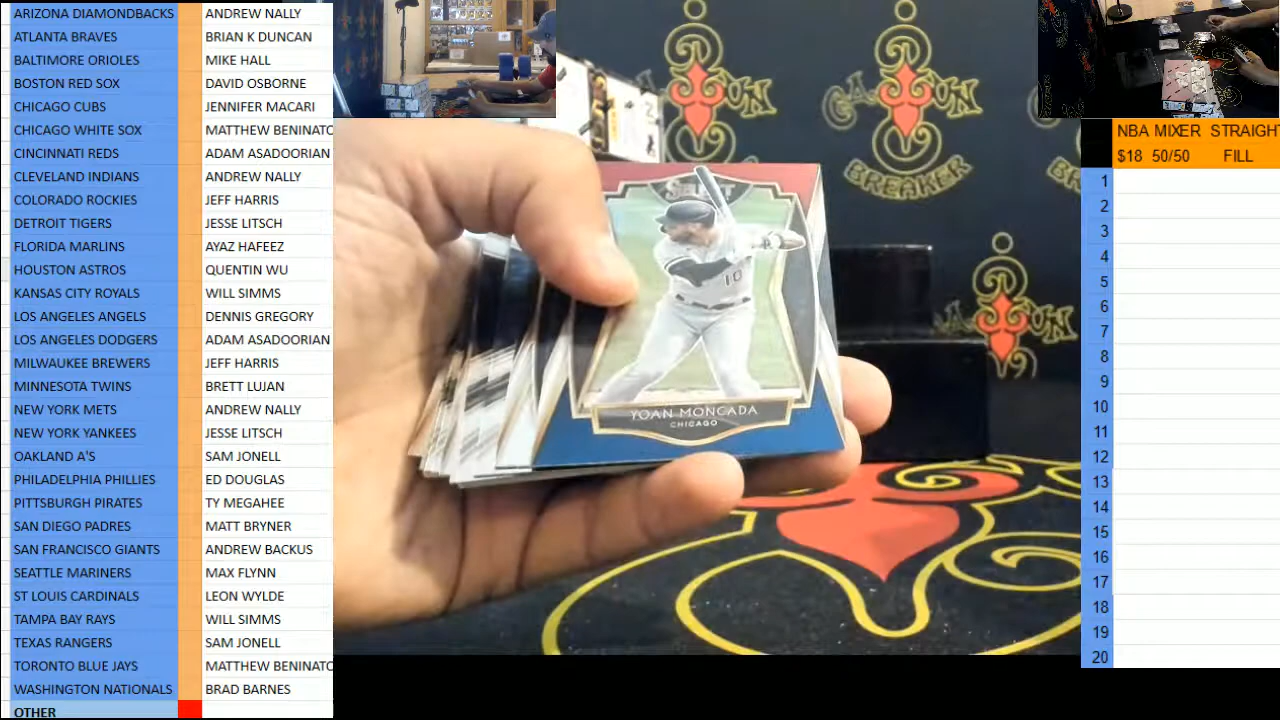 ARIZONA DIAMONDBACKS ANDREW NALLY
ATLANTA BRAVES BRIAN K DUNCAN
BALTIMORE ORIOLES MIKE HALL
BOSTON RED SOX DAVID OSBORNE
CHICAGO CUBS JENNIFER MACARI
CHICAGO WHITE SOX MATTHEW BENINATO
CINCINNATI REDS ADAM ASADOORIAN
CLEVELAND INDIANS ANDREW NALLY
COLORADO ROCKIES JEFF HARRIS
DETROIT TIGERS JESSE LITSCH
FLORIDA MARLINS AYAZ HAFEEZ
HOUSTON ASTROS QUENTIN WU
KANSAS CITY ROYALS WILL SIMMS
LOS ANGELES ANGELS DENNIS GREGORY
LOS ANGELES DODGERS ADAM ASADOORIAN
MILWAUKEE BREWERS JEFF HARRIS
MINNESOTA TWINS BRETT LUJAN
NEW YORK METS ANDREW NALLY
NEW YORK YANKEES JESSE LITSCH
OAKLAND A'S SAM JONELL
PHILADELPHIA PHILLIES ED DOUGLAS
PITTSBURGH PIRATES TY MEGAHEE
SAN DIEGO PADRES MATT BRYNER
SAN FRANCISCO GIANTS ANDREW BACKUS
SEATTLE MARINERS MAX FLYNN
ST LOUIS CARDINALS LEON WYLDE
TAMPA BAY RAYS WILL SIMMS
TEXAS RANGERS SAM JONELL
TORONTO BLUE JAYS MATTHEW BENINATO
WASHINGTON NATIONALS BRAD BARNES
OTHER
SELECT
10
YOAN MONCADA
CHICAGO
CAJUN
BREAKER
NBA MIXER STRAIGHT
$18 50/50 FILL
1
2
3
4
5
6
7
8
9
10
11
12
13
14
15
16
17
18
19
20